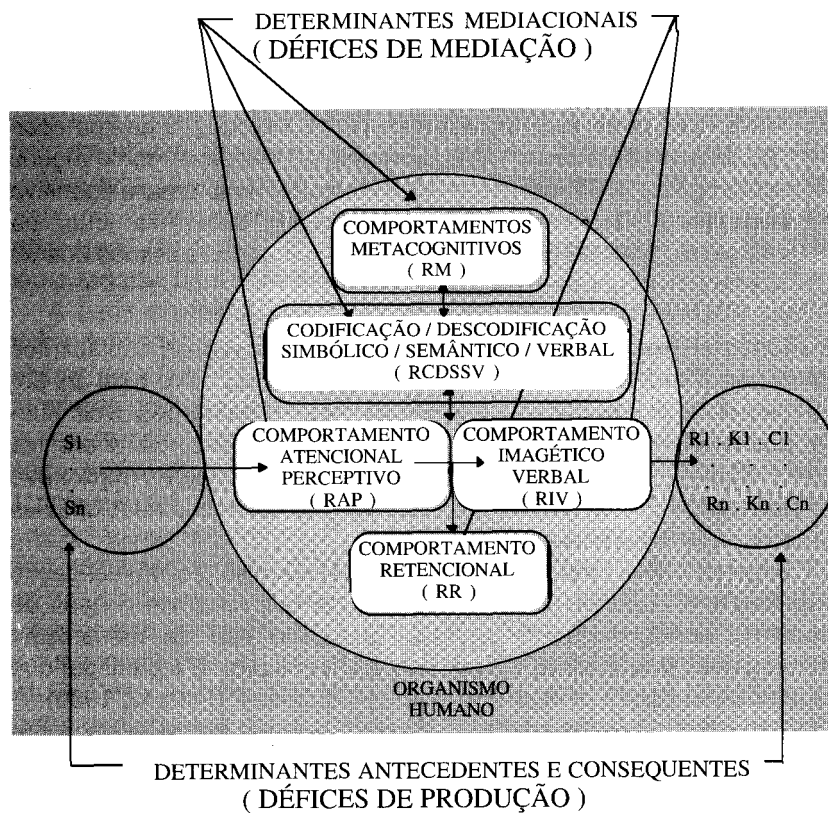 DETERMINANTES MEDIACIONAIS
( DÉFICES DE MEDIAÇÃO )
COMPORTAMENTOS
METACOGNITIVOS
( RM )
CODIFICAÇÃO / DESCODIFICAÇÃO
SIMBÓLICO / SEMÂNTICO / VERBAL
( RCDSSV )
S1
.
Sn
COMPORTAMENTO
ATENCIONAL
PERCEPTIVO
( RAP )
COMPORTAMENTO
IMAGÉTICO
VERBAL
( RIV )
R1 . K1 . C1
. . .
. . .
Rn . Kn . Cn
COMPORTAMENTO
RETENCIONAL
( RR )
ORGANISMO
HUMANO
DETERMINANTES ANTECEDENTES E CONSEQUENTES
( DÉFICES DE PRODUÇÃO )